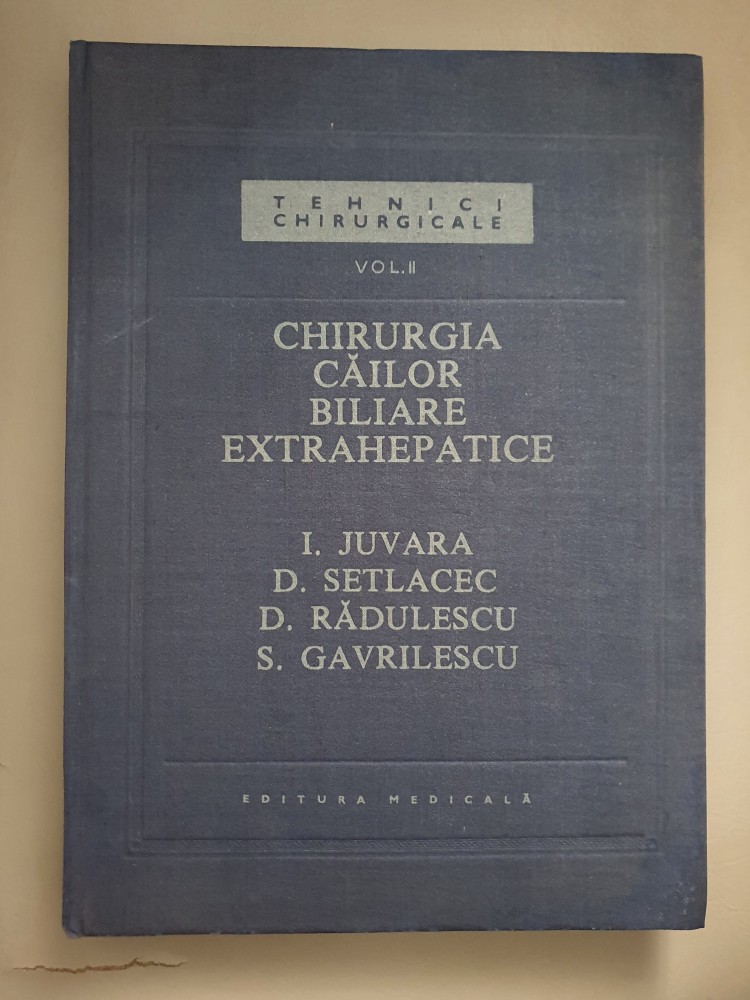 TEHNICI
CHIRURGICALE
VOL. II
CHIRURGIA
CĂILOR
BILIARE
EXTRAHEPATICE
I. JUVARA
D. SETLACEC
D. RĂDULESCU
S. GAVRILESCU
EDITURA MEDICALĂ